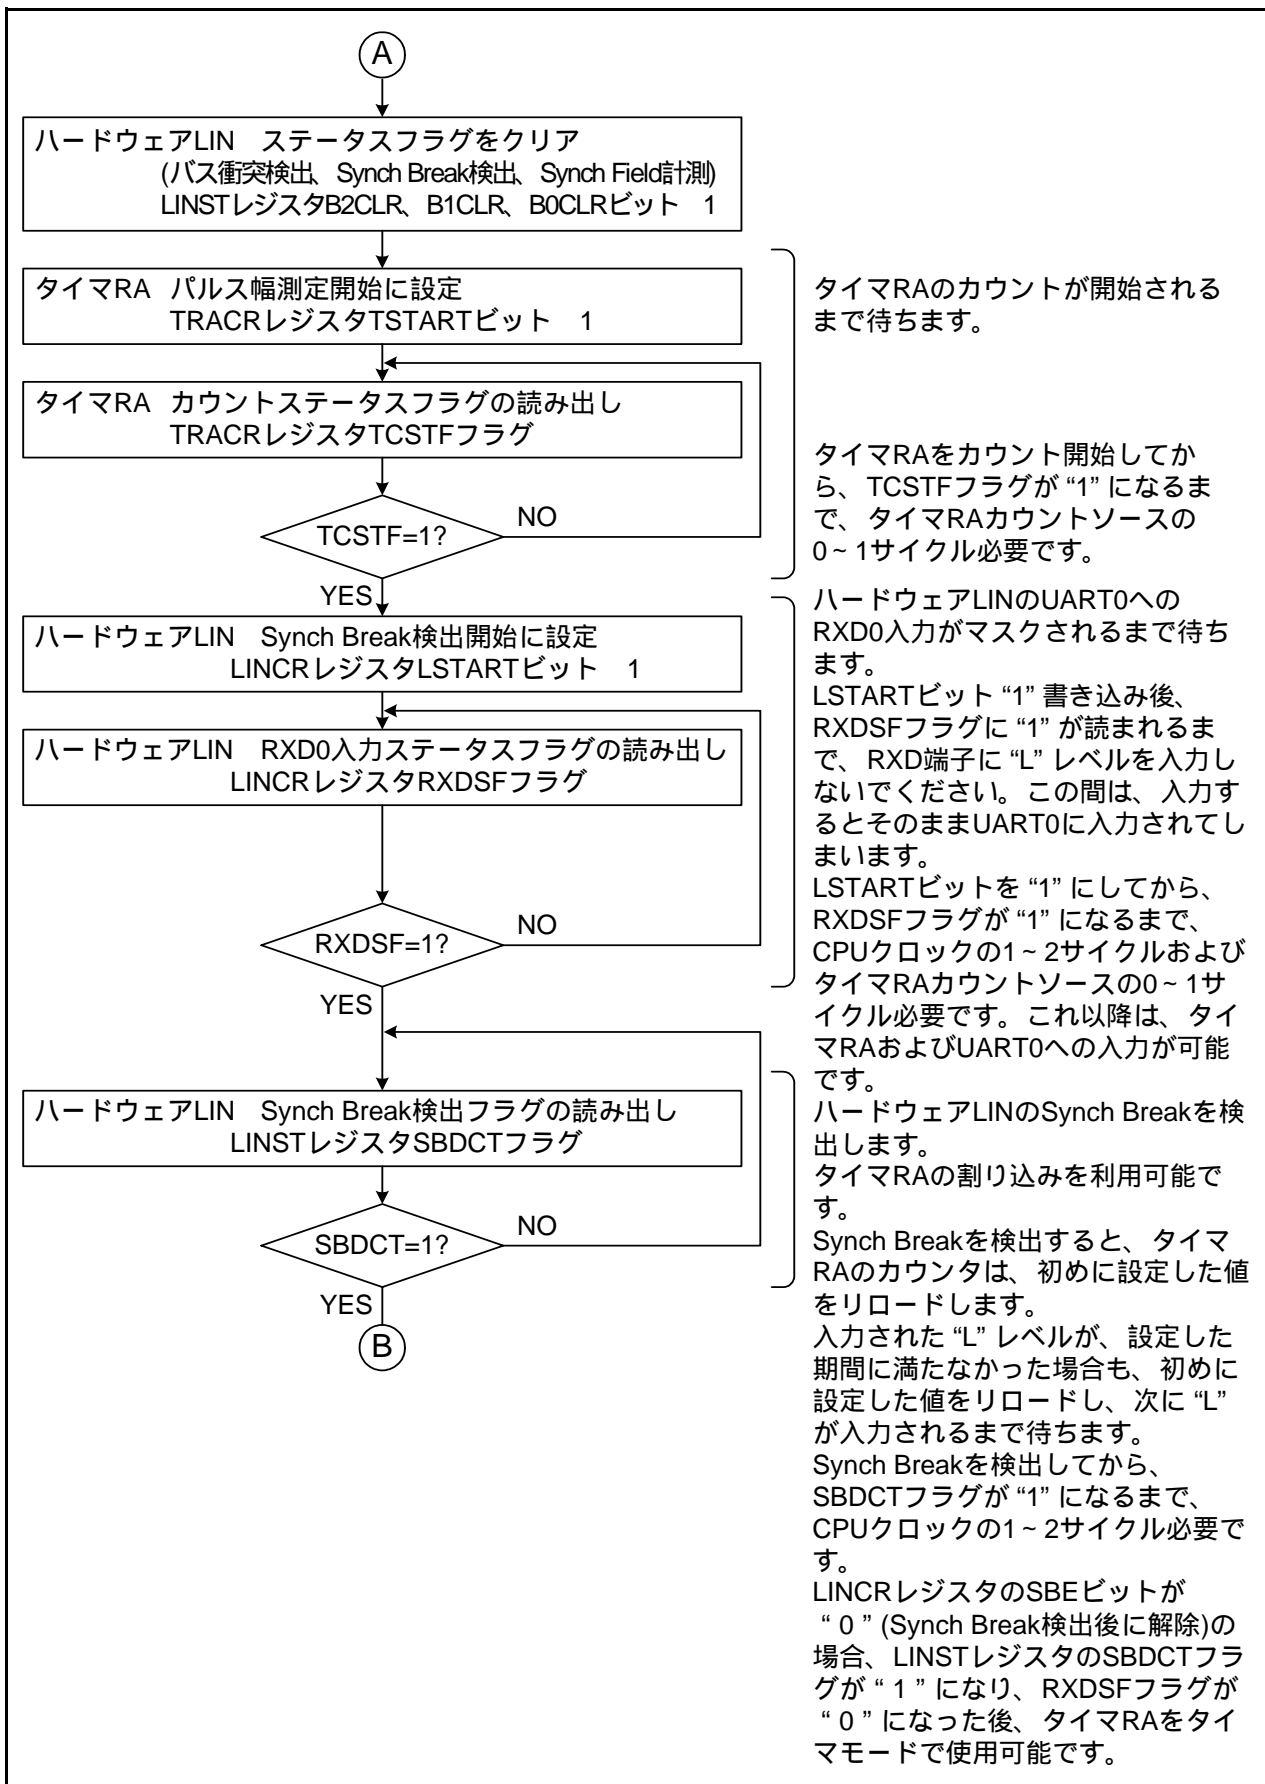 A
ハードウェアLIN　ステータスフラグをクリア
(バス衝突検出、Synch Break検出、Synch Field計測)
LINSTレジスタB2CLR、B1CLR、B0CLRビット　1
タイマRA　パルス幅測定開始に設定
TRACRレジスタTSTARTビット　1
タイマRA　カウントステータスフラグの読み出し
TRACRレジスタTCSTFフラグ
TCSTF=1?
NO
YES
ハードウェアLIN　Synch Break検出開始に設定
LINCRレジスタLSTARTビット　1
ハードウェアLIN　RXD0入力ステータスフラグの読み出し
LINCRレジスタRXDSFフラグ
RXDSF=1?
NO
YES
ハードウェアLIN　Synch Break検出フラグの読み出し
LINSTレジスタSBDCTフラグ
SBDCT=1?
NO
YES
B
タイマRAのカウントが開始される
まで待ちます。
タイマRAをカウント開始してか
ら、TCSTFフラグが “1” になるま
で、タイマRAカウントソースの
0～1サイクル必要です。
ハードウェアLINのUART0への
RXD0入力がマスクされるまで待ち
ます。
LSTARTビット “1” 書き込み後、
RXDSFフラグに “1” が読まれるま
で、RXD端子に “L” レベルを入力し
ないでください。この間は、入力す
るとそのままUART0に入力されてし
まいます。
LSTARTビットを “1” にしてから、
RXDSFフラグが “1” になるまで、
CPUクロックの1～2サイクルおよび
タイマRAカウントソースの0～1サ
イクル必要です。これ以降は、タイ
マRAおよびUART0への入力が可能
です。
ハードウェアLINのSynch Breakを検
出します。
タイマRAの割り込みを利用可能で
す。
Synch Breakを検出すると、タイマ
RAのカウンタは、初めに設定した値
をリロードします。
入力された “L” レベルが、設定した
期間に満たなかった場合も、初めに
設定した値をリロードし、次に “L”
が入力されるまで待ちます。
Synch Breakを検出してから、
SBDCTフラグが “1” になるまで、
CPUクロックの1～2サイクル必要で
す。
LINCRレジスタのSBEビットが
“ 0 ” (Synch Break検出後に解除)の
場合、LINSTレジスタのSBDCTフラ
グが “ 1 ” になり、RXDSFフラグが
“ 0 ” になった後、タイマRAをタイ
マモードで使用可能です。